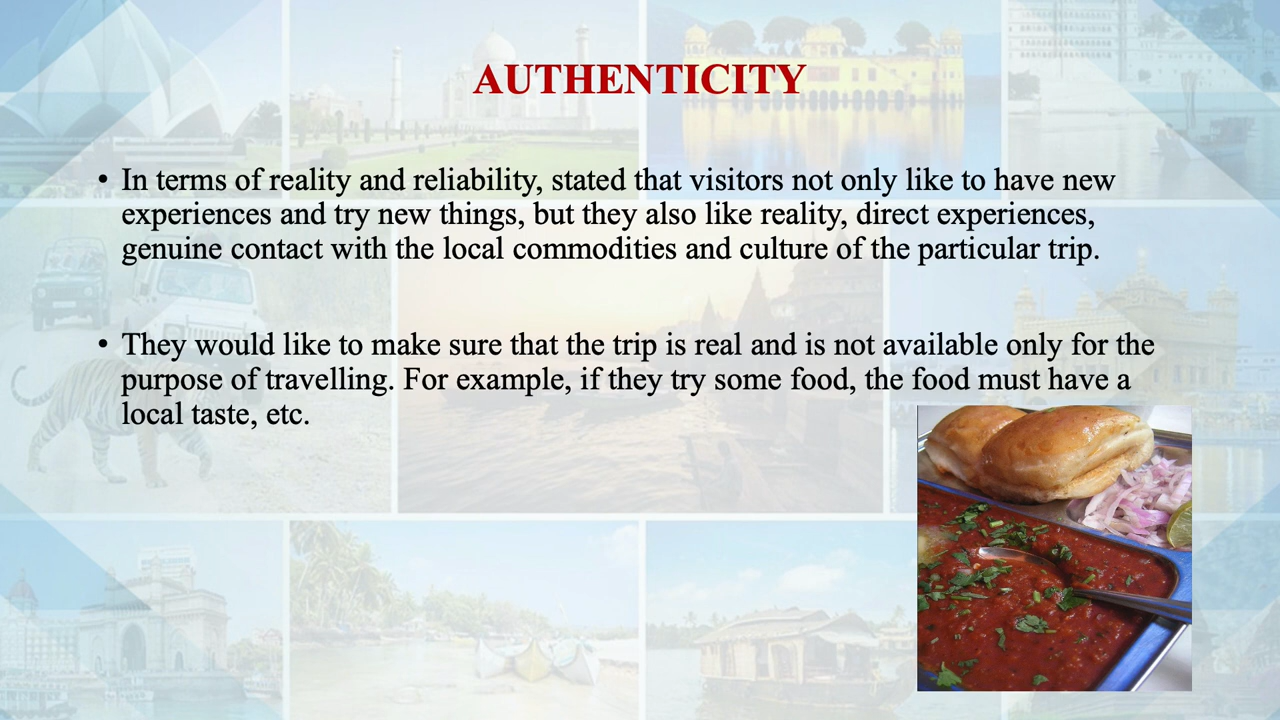 AUTHENTICITY
• In terms of reality and reliability, stated that visitors not only like to have new
experiences and try new things, but they also like reality, direct experiences,
genuine contact with the local commodities and culture of the particular trip.
• They would like to make sure that the trip is real and is not available only for the
purpose of travelling. For example, if they try some food, the food must have a
local taste, etc.